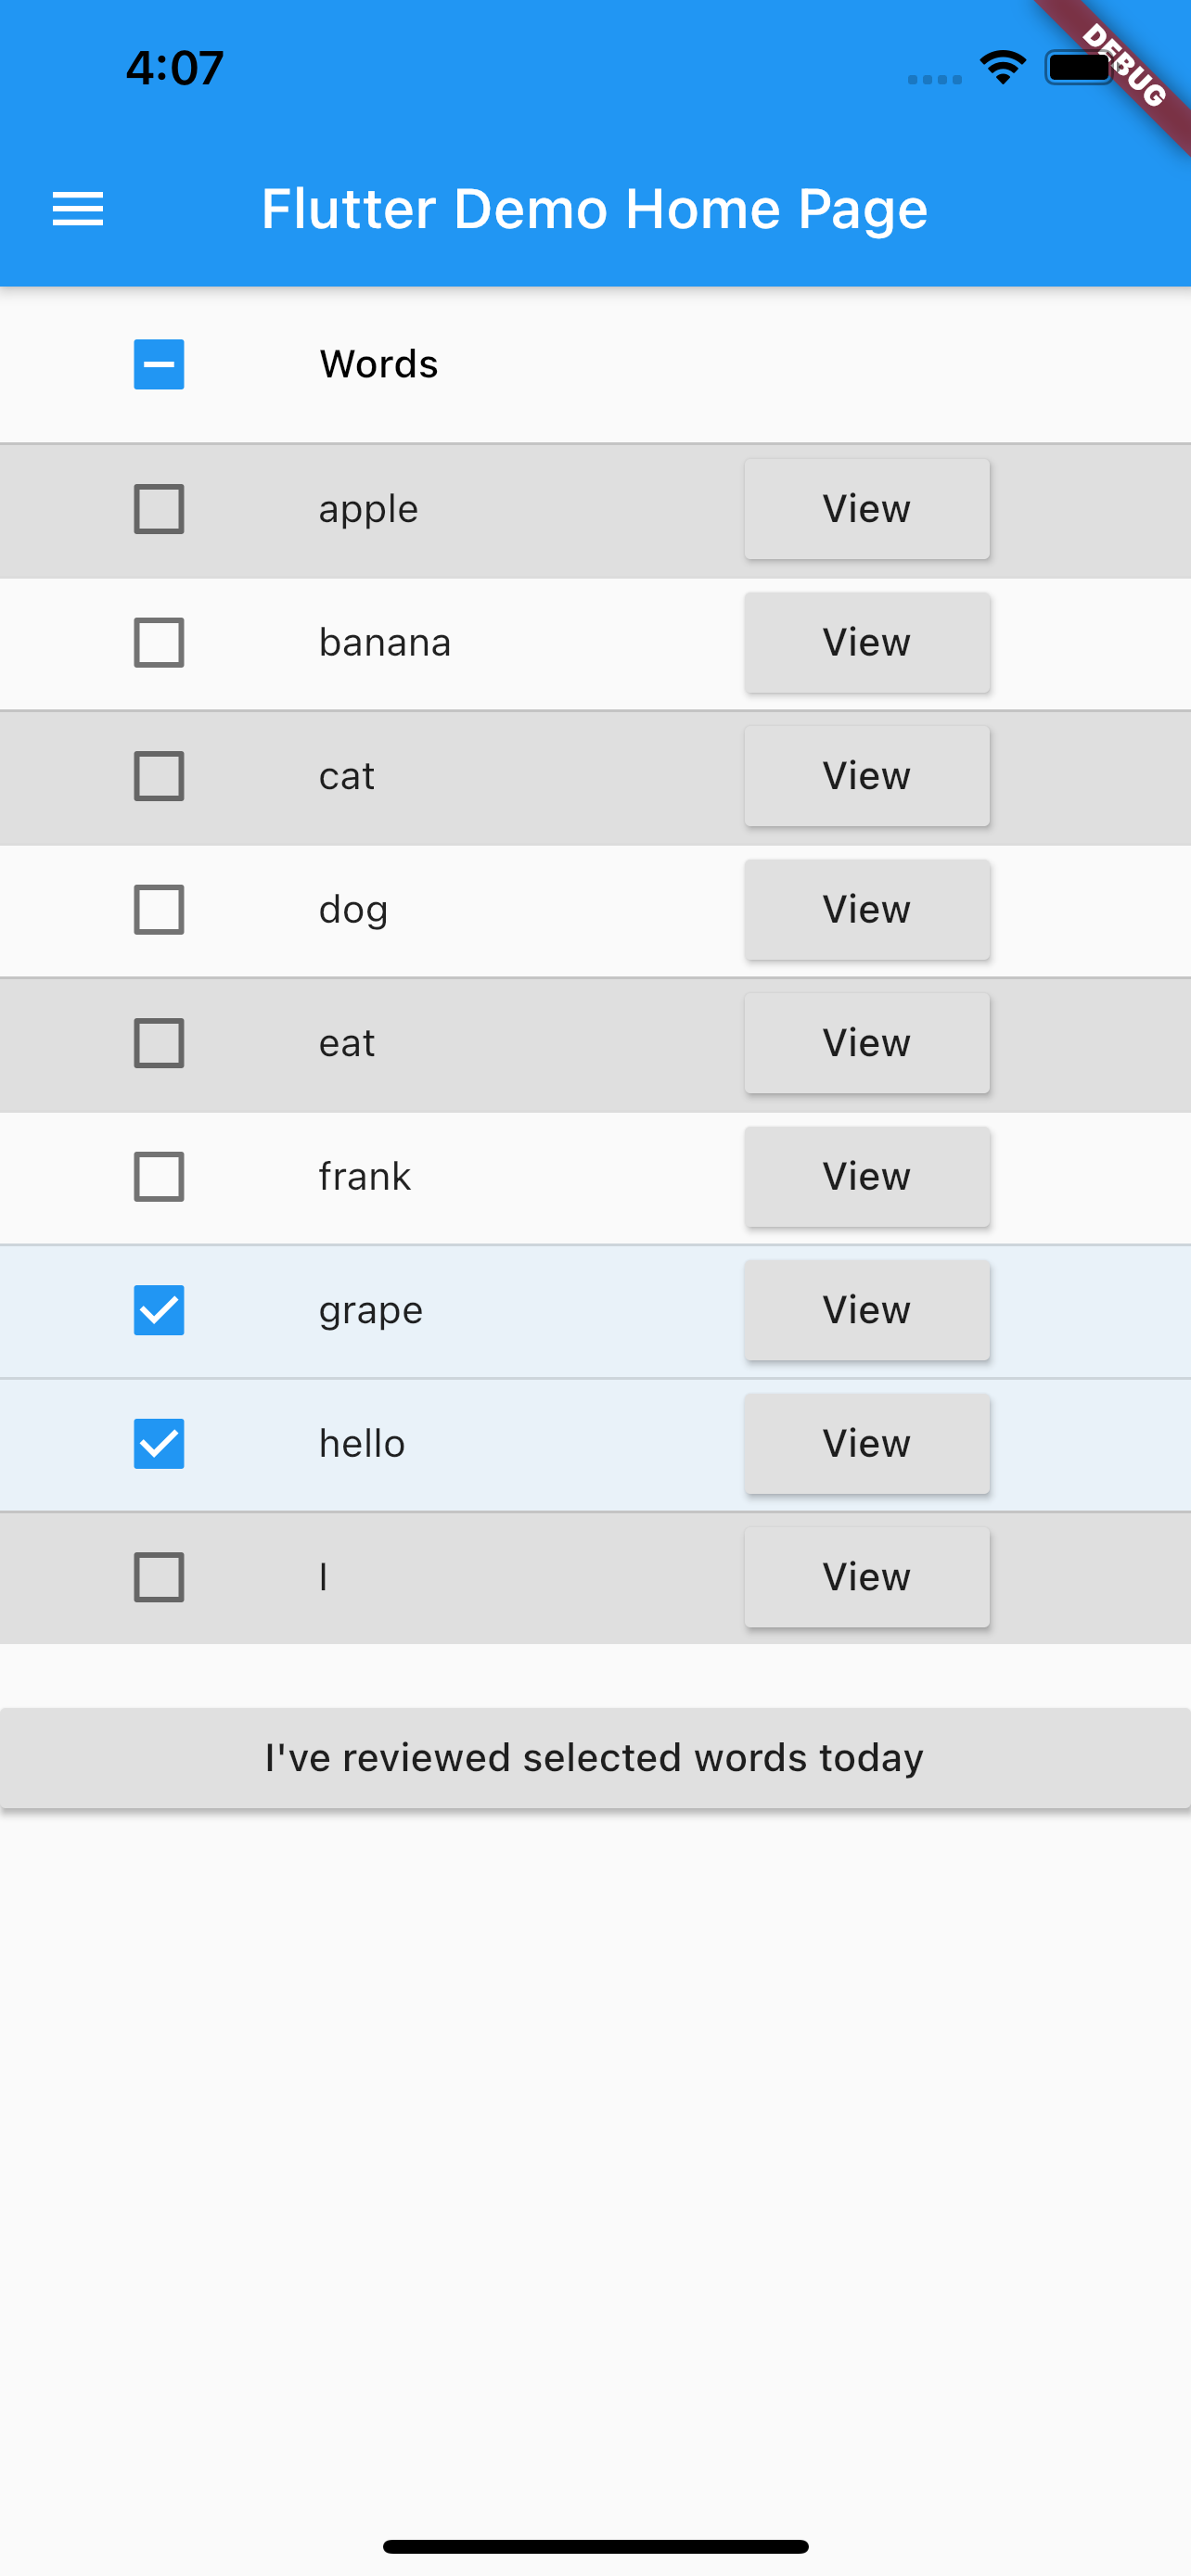 4:07
DEBUG
Flutter Demo Home Page
Words
apple View
banana View
cat View
dog View
eat View
frank View
grape View
hello View
I View
I've reviewed selected words today